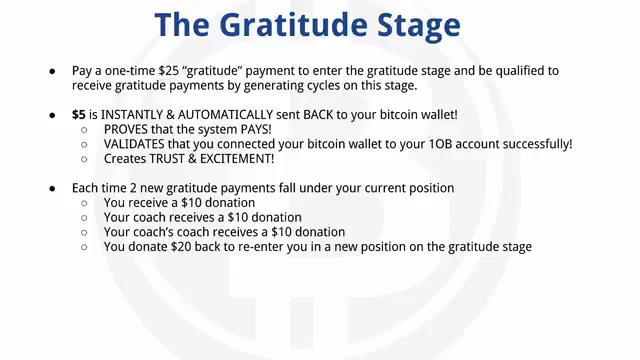 The Gratitude Stage
● Pay a one-time $25 “gratitude” payment to enter the gratitude stage and be qualified to
receive gratitude payments by generating cycles on this stage.
● $5 is INSTANTLY & AUTOMATICALLY sent BACK to your bitcoin wallet!
○ PROVES that the system PAYS!
○ VALIDATES that you connected your bitcoin wallet to your 1OB account successfully!
○ Creates TRUST & EXCITEMENT!
● Each time 2 new gratitude payments fall under your current position
○ You receive a $10 donation
○ Your coach receives a $10 donation
○ Your coach’s coach receives a $10 donation
○ You donate $20 back to re-enter you in a new position on the gratitude stage